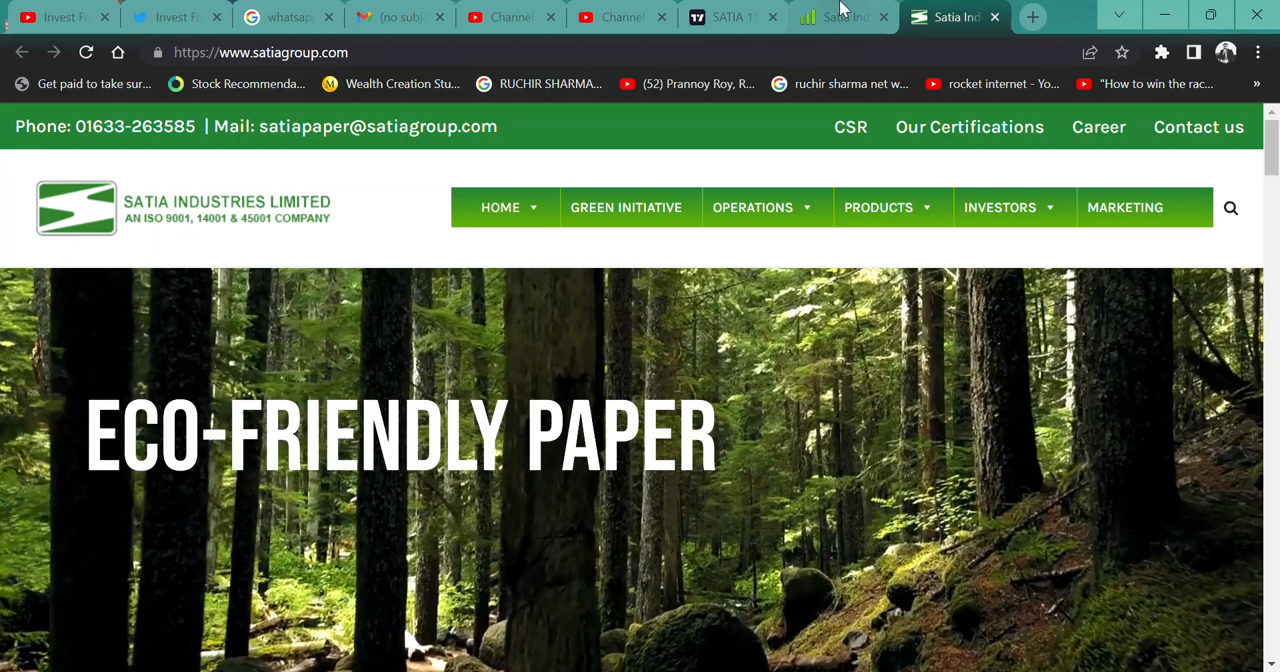 Invest Fo
Invest Fo
whatsapp
(no subj
Channel
Channel
SATIA 11
Satia Ind
Satia Ind
https://www.satiagroup.com
Get paid to take sur...
Stock Recommenda...
Wealth Creation Stu...
RUCHIR SHARMA...
(52) Prannoy Roy, R...
ruchir sharma net w...
rocket internet - Yo...
"How to win the rac...
»
Phone: 01633-263585 | Mail: satiapaper@satiagroup.com
CSR
Our Certifications
Career
Contact us
SATIA INDUSTRIES LIMITED
AN ISO 9001, 14001 & 45001 COMPANY
HOME
GREEN INITIATIVE
OPERATIONS
PRODUCTS
INVESTORS
MARKETING
ECO-FRIENDLY PAPER